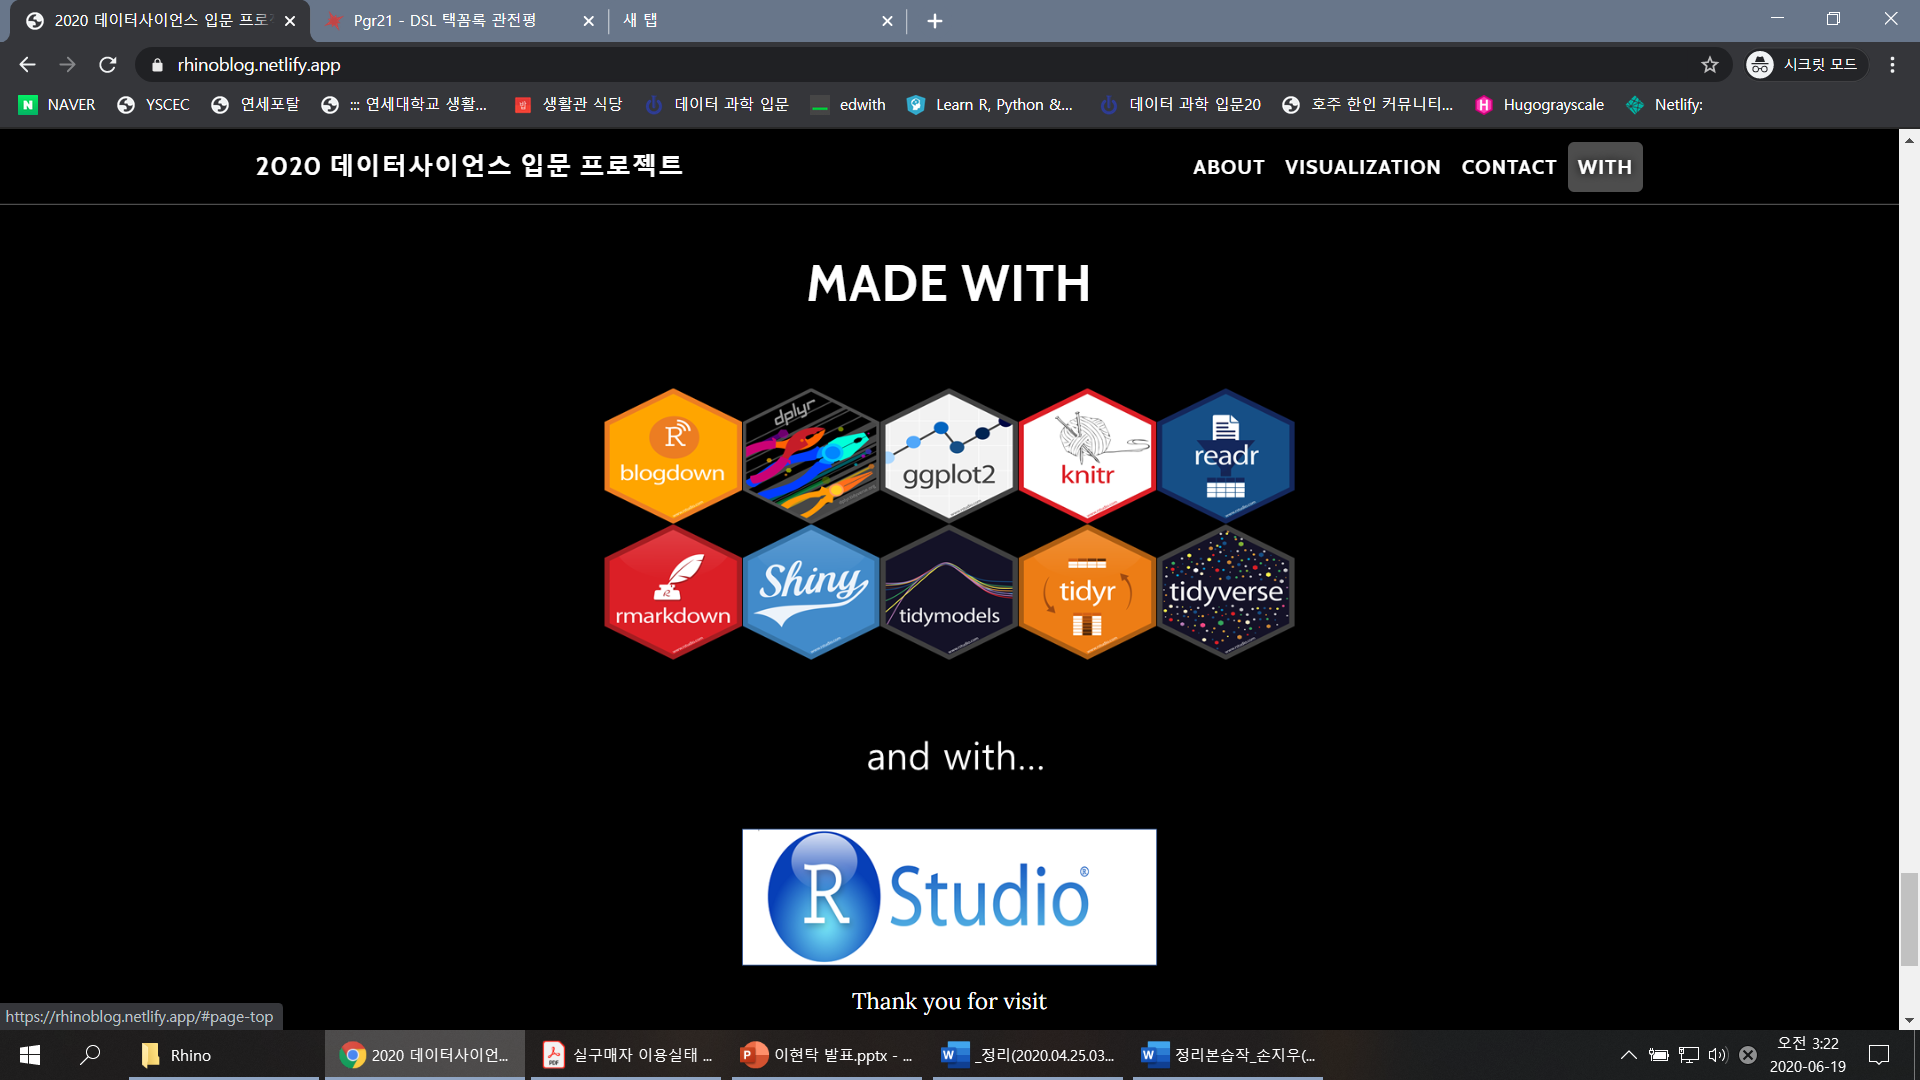 2020 데이터사이언스 입문 프로
Pgr21 - DSL 택꼼록 관전평
새 탭
rhinoblog.netlify.app
시크릿 모드
NAVER
YSCEC
연세포탈
::: 연세대학교 생활...
생활관 식당
데이터 과학 입문
edwith
Learn R, Python &...
데이터 과학 입문20
호주 한인 커뮤니티...
Hugograyscale
Netlify:
2020 데이터사이언스 입문 프로젝트
ABOUT
VISUALIZATION
CONTACT
WITH
MADE WITH
R
blogdown
dplyr
ggplot2
knitr
readr
rmarkdown
Shiny
tidymodels
tidyr
tidyverse
and with...
R Studio®
Thank you for visit
https://rhinoblog.netlify.app/#page-top
Rhino
2020 데이터사이언...
실구매자 이용실태 ...
이현탁 발표.pptx - ...
_정리(2020.04.25.03...
정리본습작_손지우(...
오전 3:22
2020-06-19